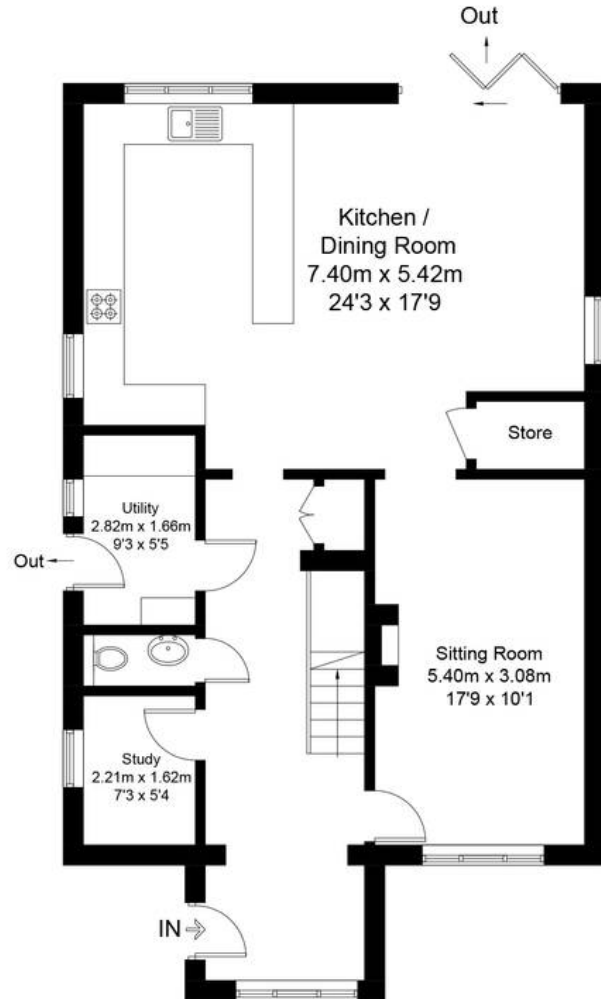 Out
Kitchen /
Dining Room
7.40m x 5.42m
24'3 x 17'9
Store
Utility
2.82m x 1.66m
9'3 x 5'5
Out
Sitting Room
5.40m x 3.08m
17'9 x 10'1
Study
2.21m x 1.62m
7'3 x 5'4
IN